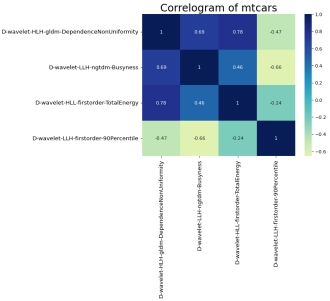 Correlogram of mtcars
D-wavelet-HLH-gldm-DependenceNonUniformity
1 0.69 0.78 -0.47
D-wavelet-LLH-ngtdm-Busyness
0.69 1 0.46 -0.66
D-wavelet-HLL-firstorder-TotalEnergy
0.78 0.46 1 -0.24
D-wavelet-LLH-firstorder-90Percentile
-0.47 -0.66 -0.24 1
D-wavelet-HLH-gldm-DependenceNonUniformity
D-wavelet-LLH-ngtdm-Busyness
D-wavelet-HLL-firstorder-TotalEnergy
D-wavelet-LLH-firstorder-90Percentile
1.0
0.8
0.6
0.4
0.2
0.0
-0.2
-0.4
-0.6